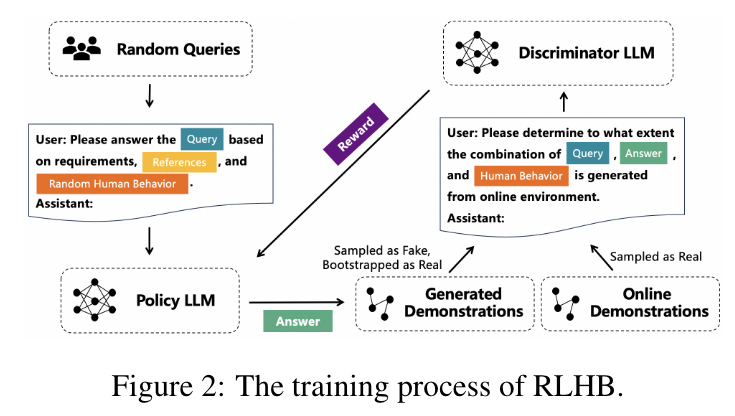 Random Queries
User: Please answer the Query based
on requirements, References , and
Random Human Behavior .
Assistant:
Policy LLM
Answer
Reward
Discriminator LLM
User: Please determine to what extent
the combination of Query , Answer ,
and Human Behavior is generated
from online environment.
Assistant:
Sampled as Fake,
Bootstrapped as Real
Sampled as Real
Generated
Demonstrations
Online
Demonstrations
Figure 2: The training process of RLHB.